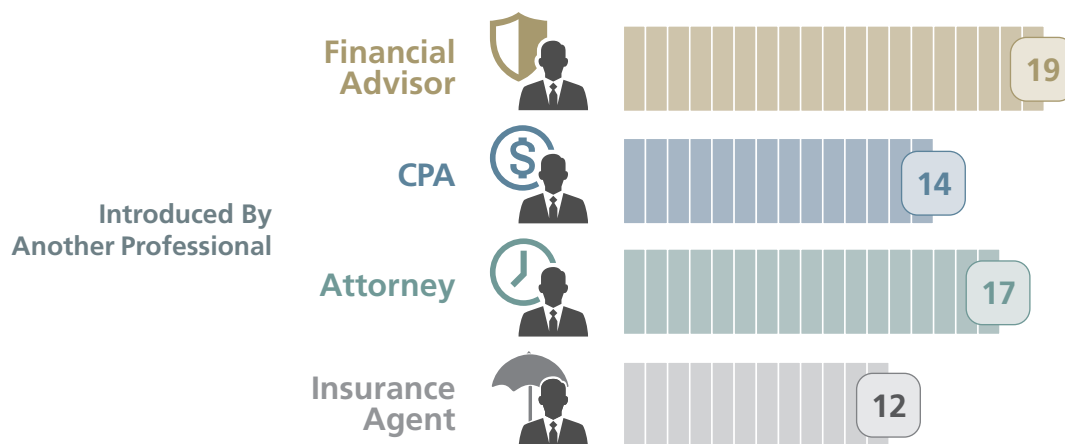 Financial
Advisor
19
$
CPA
14
Introduced By
Another Professional
Attorney
17
Insurance
Agent
12